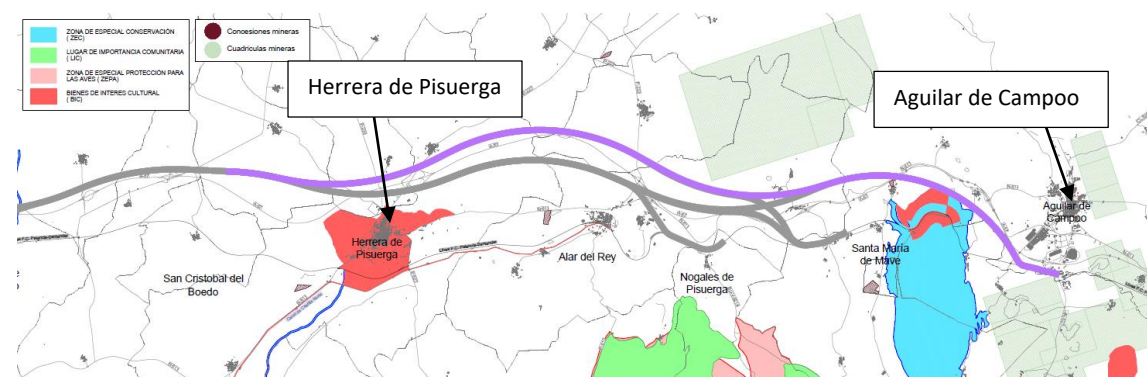 ZONA DE ESPECIAL CONSERVACIÓN
( ZEC)
LUGAR DE IMPORTANCIA COMUNITARIA
( LIC)
ZONA DE ESPECIAL PROTECCIÓN PARA
LAS AVES ( ZEPA)
BIENES DE INTERES CULTURAL
( BIC)
Concesiones mineras
Cuadriculas mineras
Herrera de Pisuerga
Aguilar de Campoo
Aguilar de
Campoo
Herrera de
Pisuerga
Santa María
de Mave
Alar del Rey
San Cristobal del
Boedo
Nogales de
Pisuerga